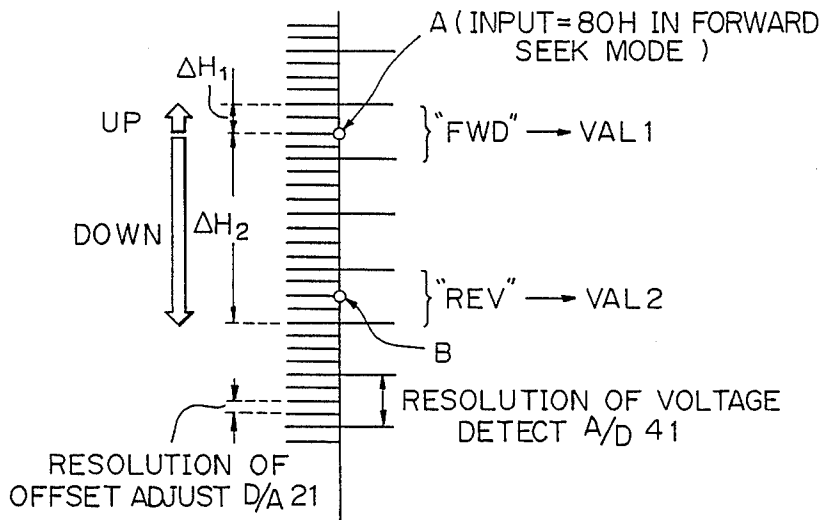 A (INPUT=80H IN FORWARD
SEEK MODE )
ΔH1
UP
"FWD" → VAL1
DOWN
ΔH2
"REV" → VAL2
B
RESOLUTION OF VOLTAGE
DETECT A/D 41
RESOLUTION OF
OFFSET ADJUST D/A 21